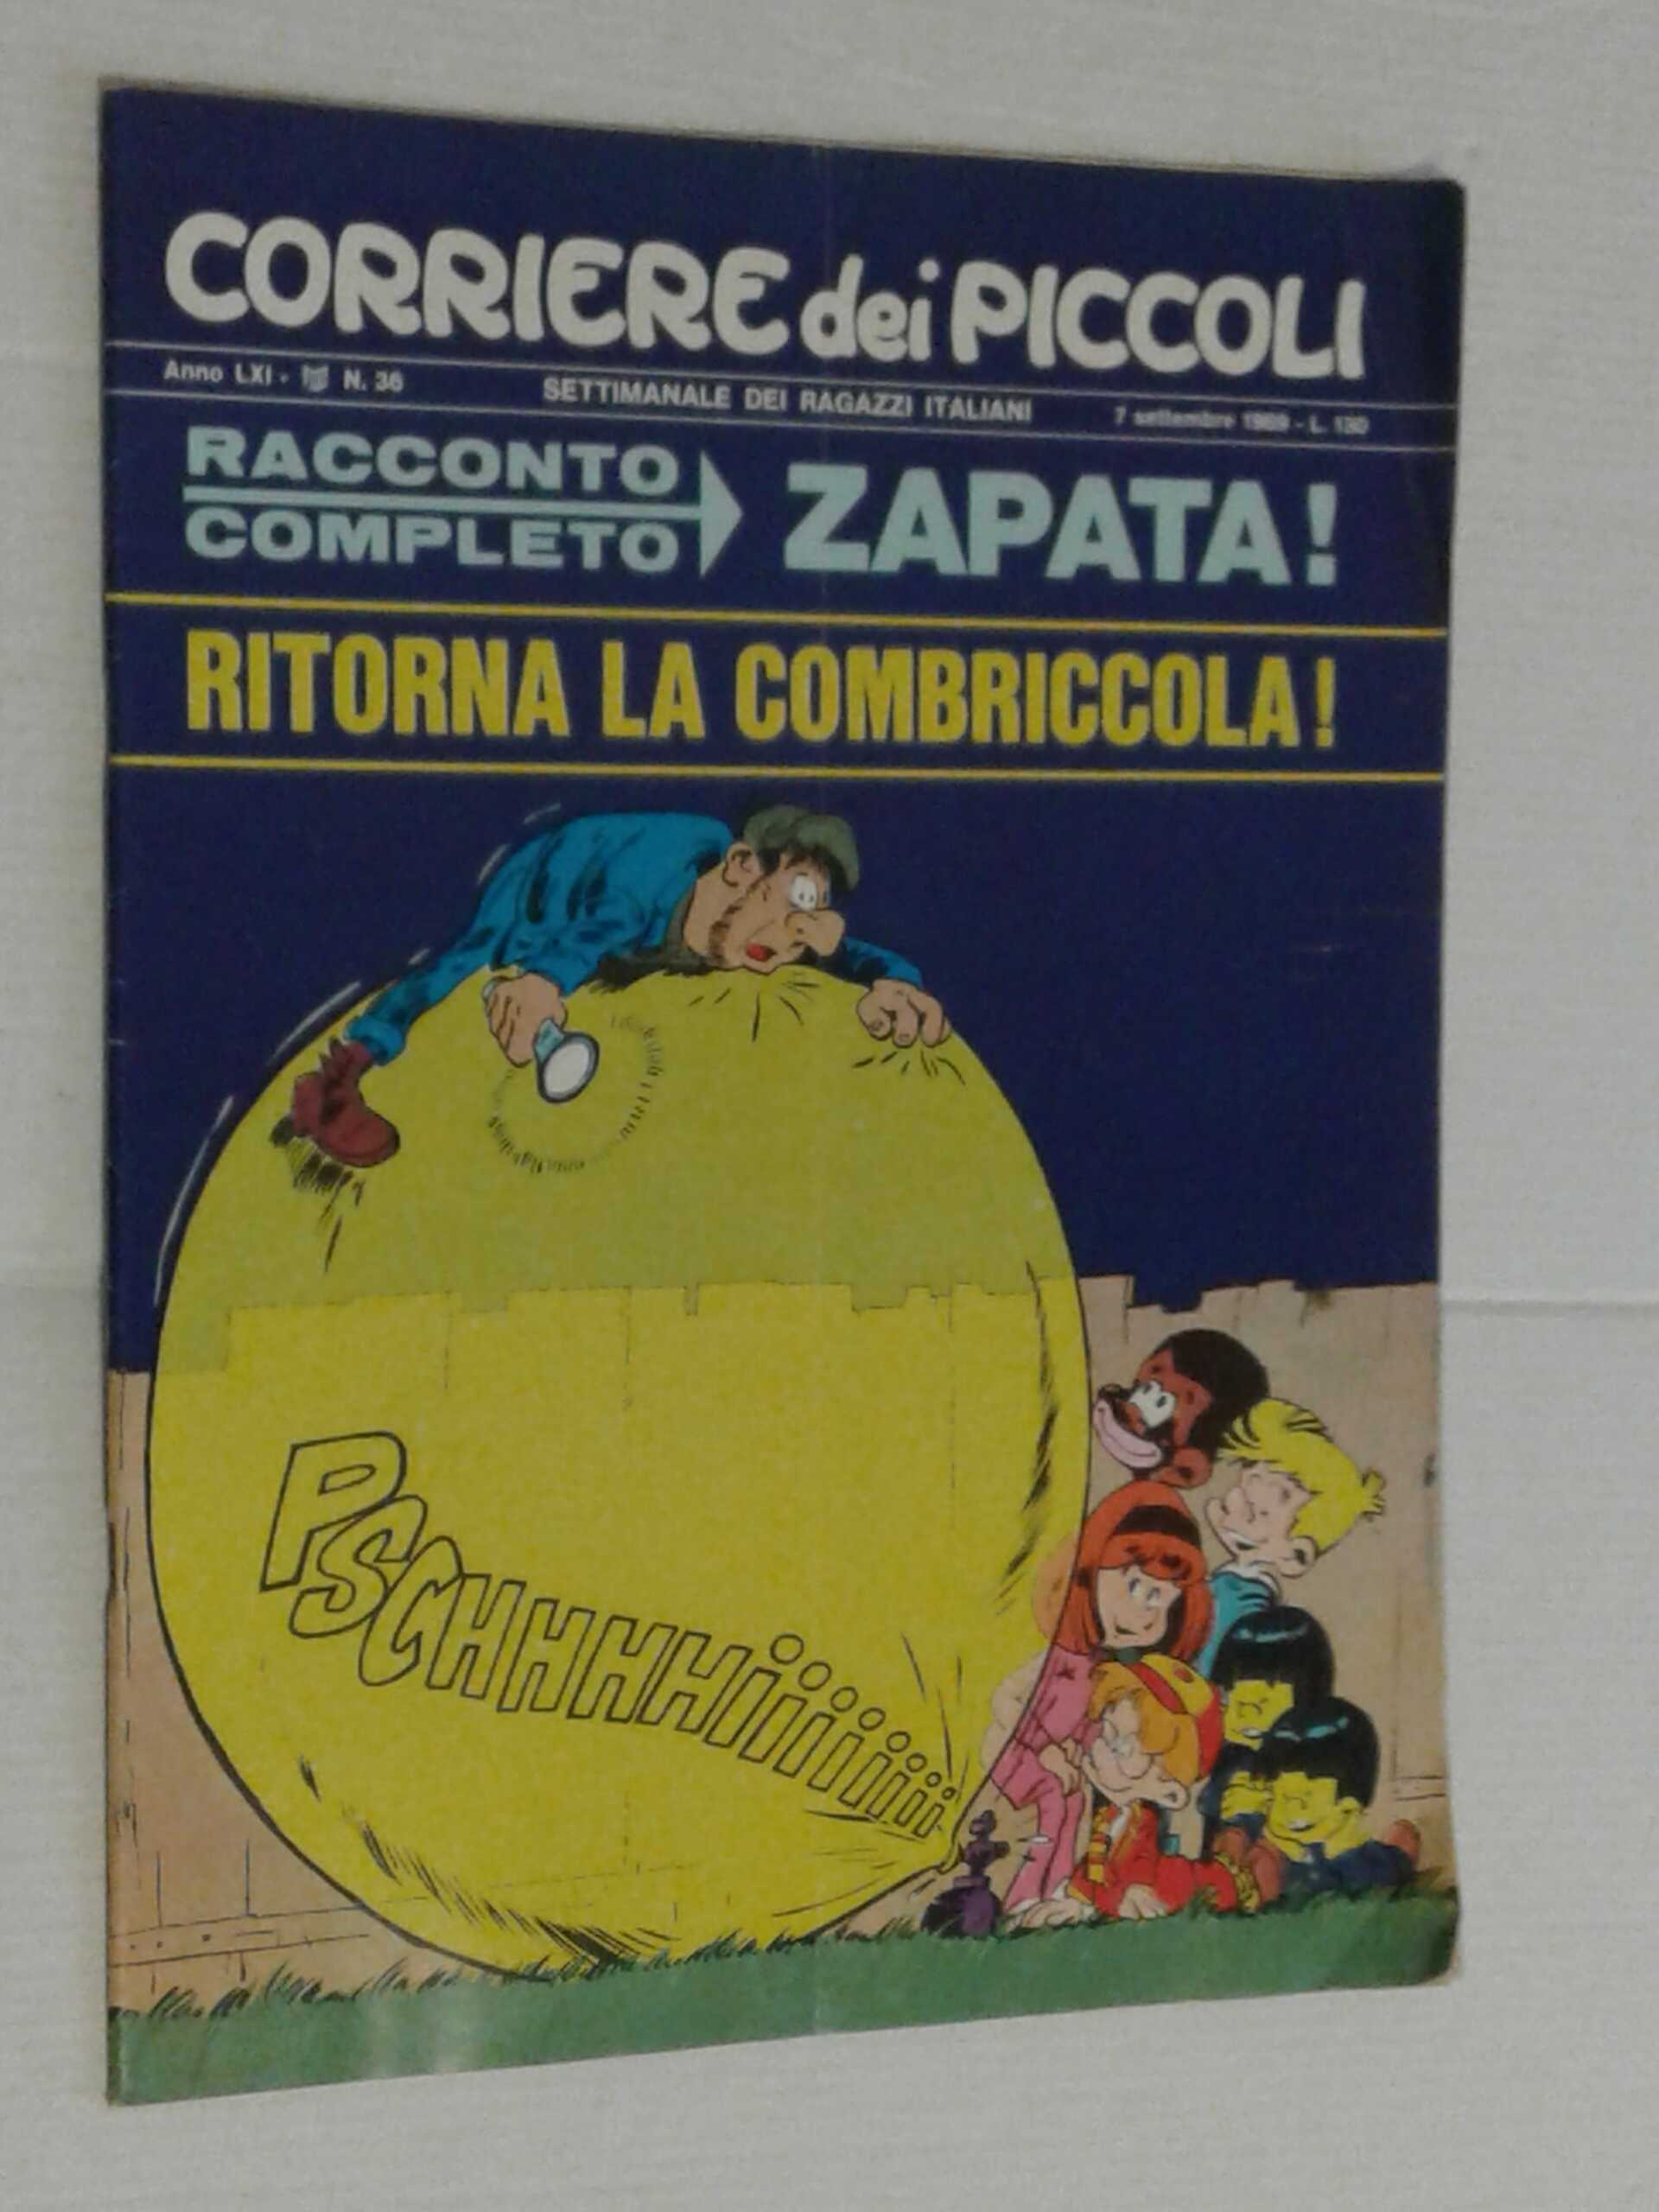 CORRIERE dei PICCOLI
Anno LXI - N. 36
SETTIMANALE DEI RAGAZZI ITALIANI
7 settembre 1969 - L. 130
RACCONTO
COMPLETO
ZAPATA!
RITORNA LA COMBRICCOLA!
PSCHHHHiiiiiiiii